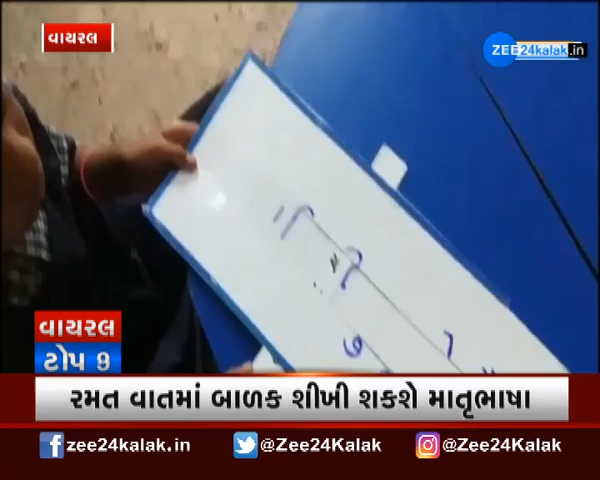 વાયરલ
ZEE24kalak.in
વાયરલ
ટોપ 9
રમત વાતમાં બાળક શીખી શકશે માતૃભાષા
zee24kalak.in
@Zee24Kalak
@Zee24Kalak